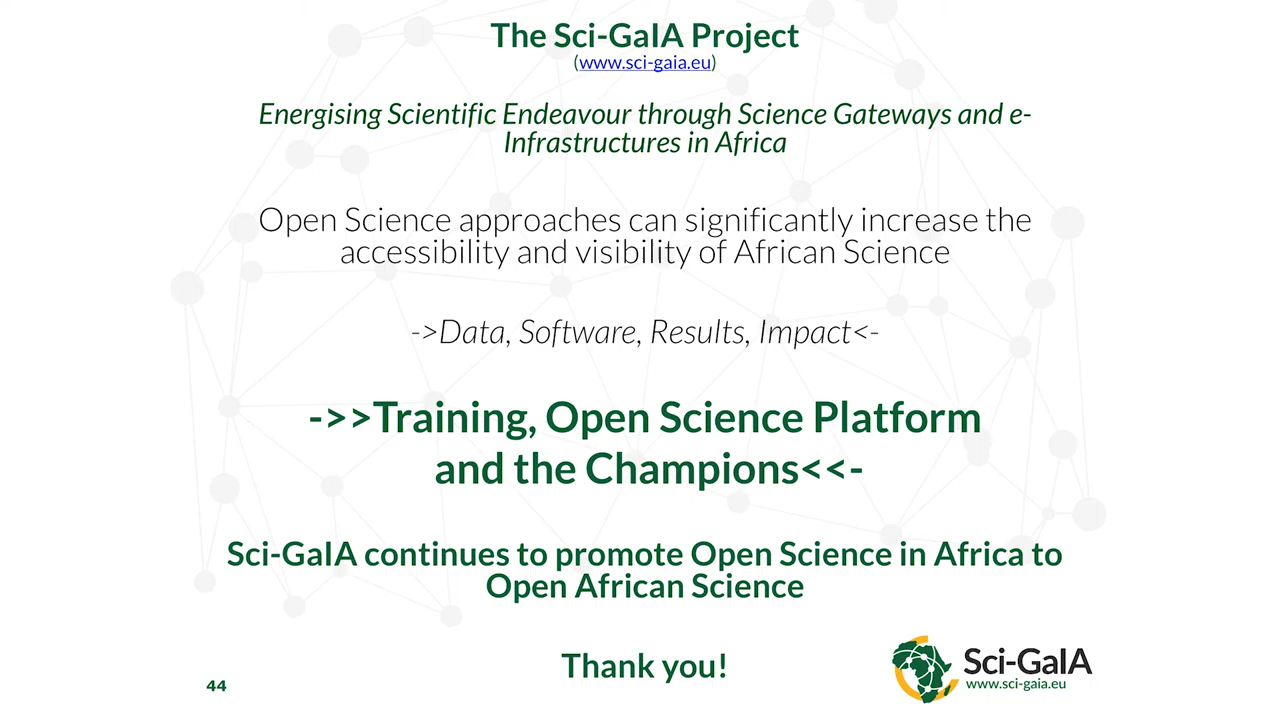 The Sci-GaIA Project
(www.sci-gaia.eu)
Energising Scientific Endeavour through Science Gateways and e-
Infrastructures in Africa
Open Science approaches can significantly increase the
accessibility and visibility of African Science
->Data, Software, Results, Impact<-
->>Training, Open Science Platform
and the Champions<<-
Sci-GaIA continues to promote Open Science in Africa to
Open African Science
Thank you!
44
Sci-GaIA
www.sci-gaia.eu